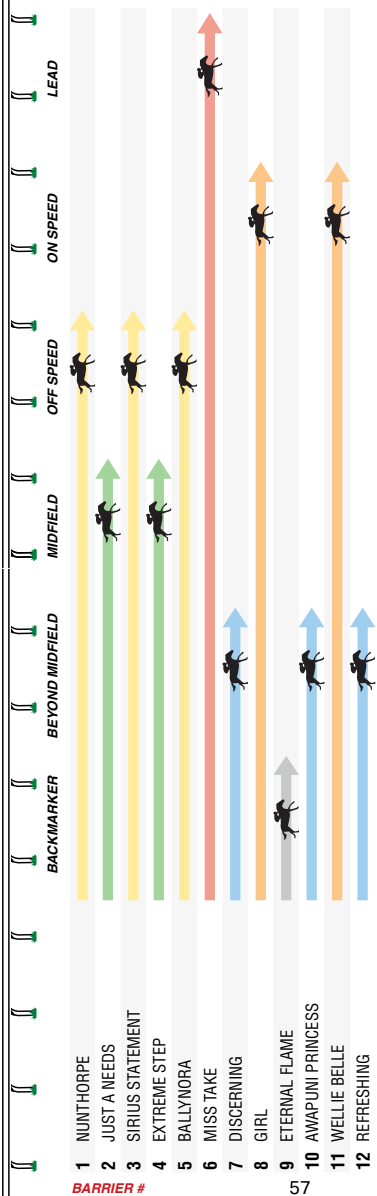 BACKMARKER BEYOND MIDFIELD MIDFIELD OFF SPEED ON SPEED LEAD
1 NUNTHORPE
2 JUST A NEEDS
3 SIRIUS STATEMENT
4 EXTREME STEP
5 BALLYNORA
6 MISS TAKE
7 DISCERNING
8 GIRL
9 ETERNAL FLAME
10 AWAPUNI PRINCESS
11 WELLIE BELLE
12 REFRESHING
BARRIER #
57